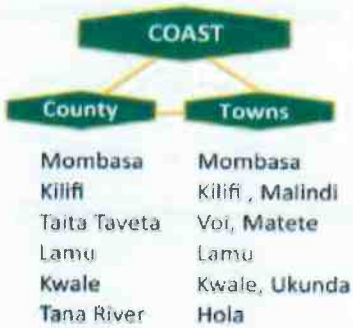 COAST
County Towns
Mombasa Mombasa
Kilifi Kilifi , Malindi
Taita Taveta Voi, Matete
Lamu Lamu
Kwale Kwale, Ukunda
Tana River Hola